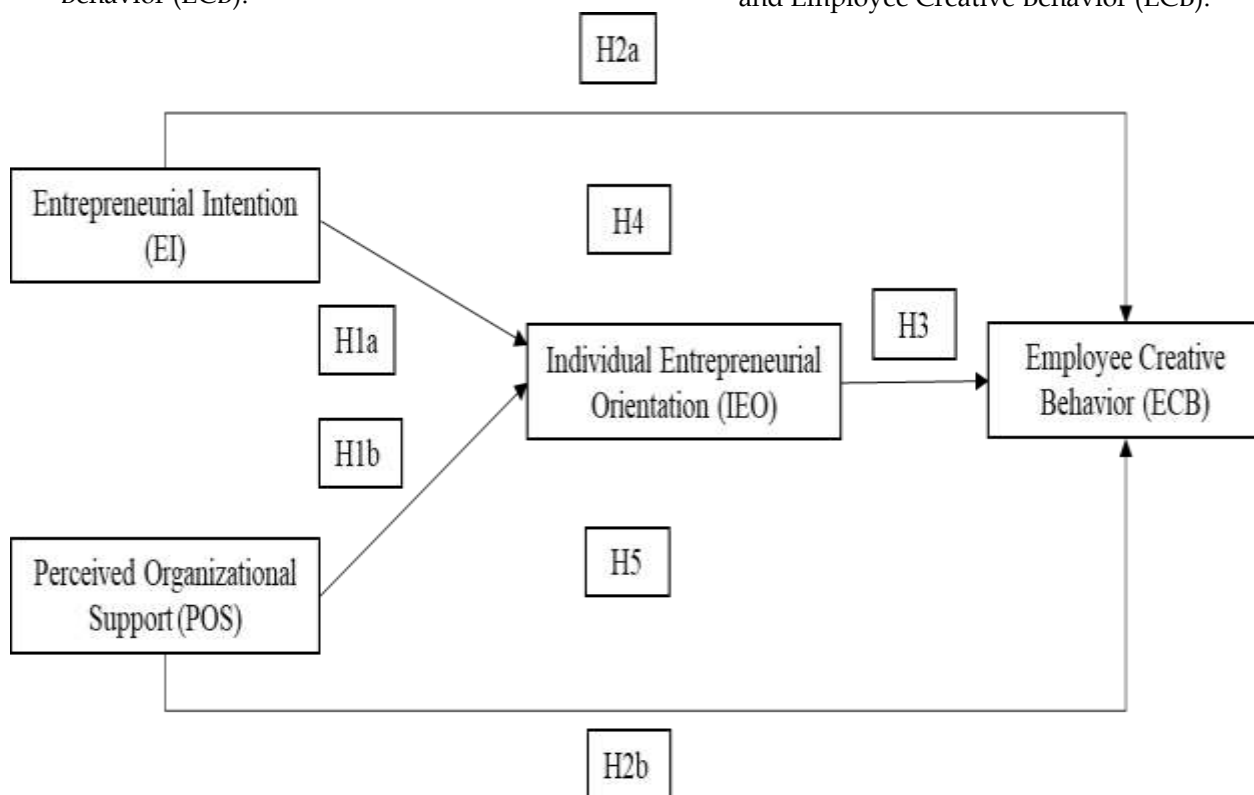 Behavior (ECB).
and Employee Creative Behavior (ECB).
H2a
Entrepreneurial Intention
(EI)
H4
H1a
H3
Individual Entrepreneurial
Orientation (IEO)
Employee Creative
Behavior (ECB)
H1b
Perceived Organizational
Support (POS)
H5
H2b